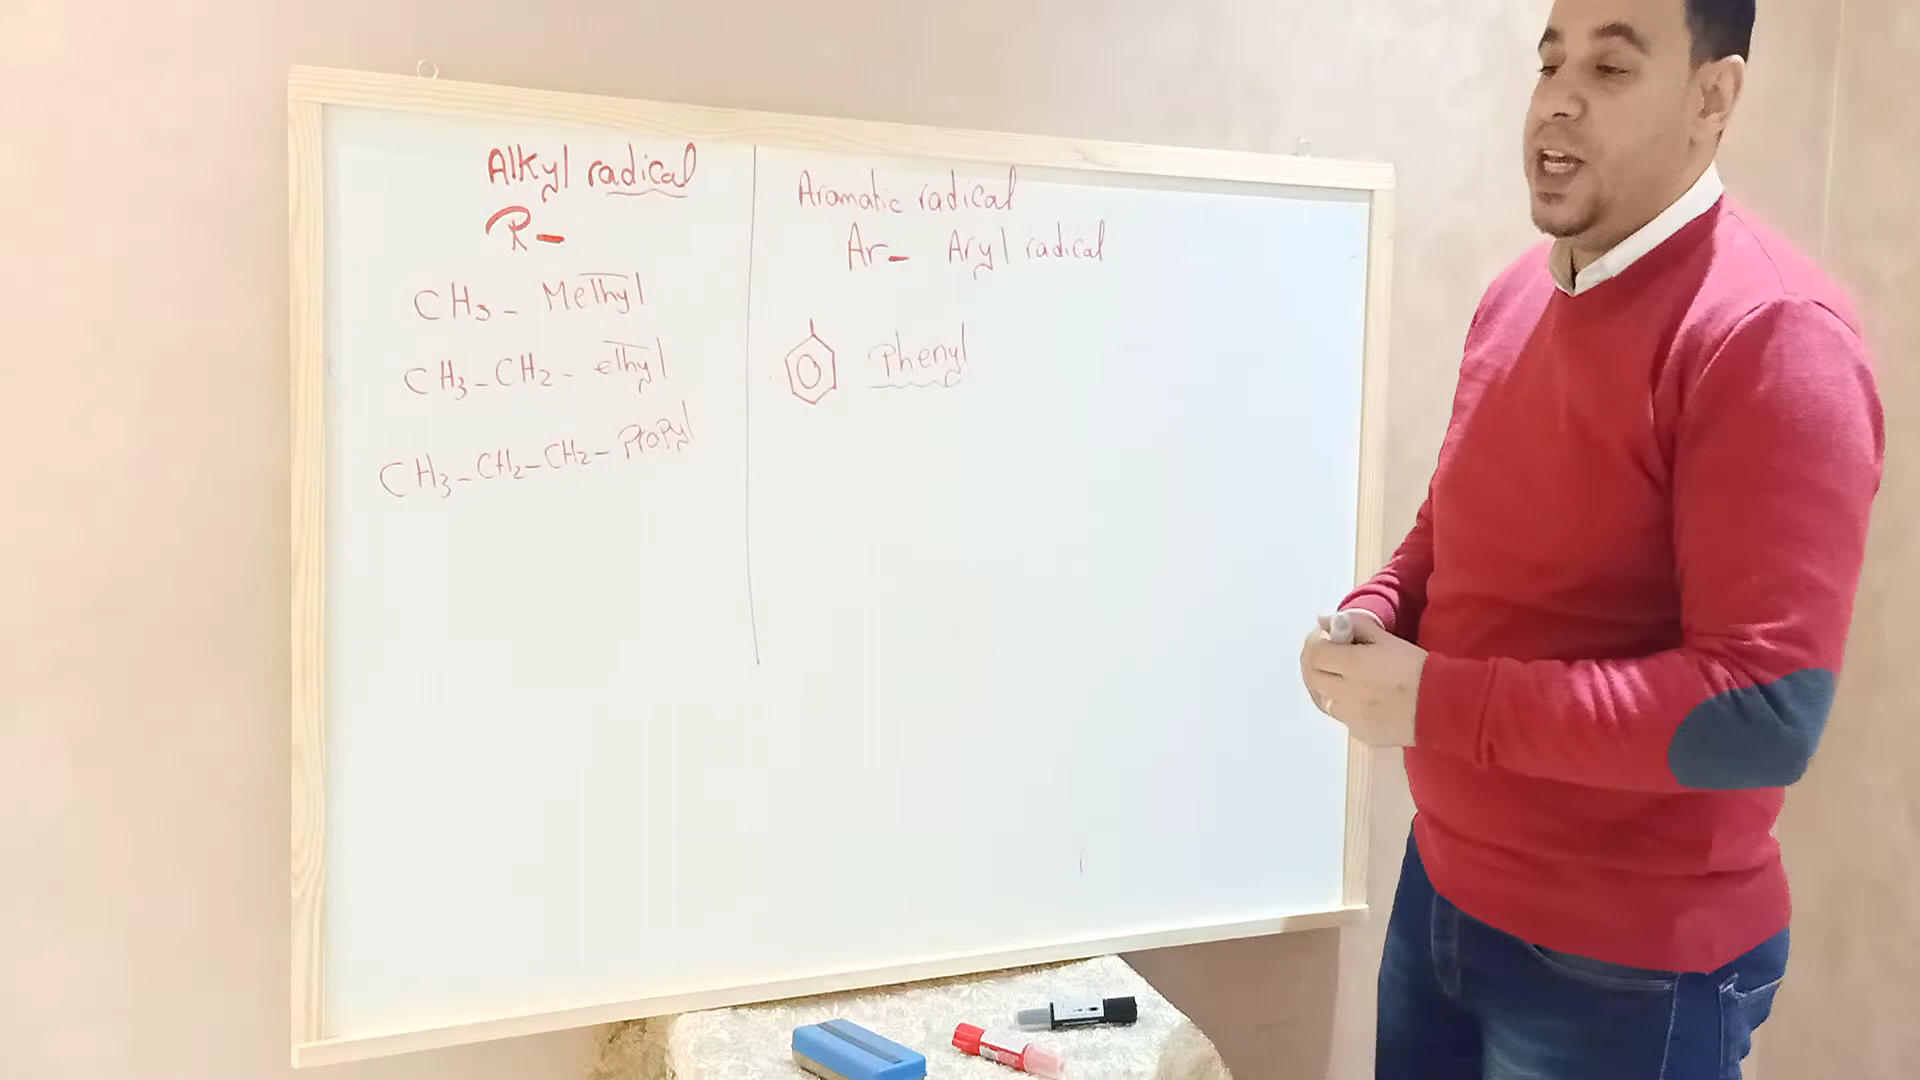 Alkyl radical
R-
CH3- Methyl
CH3-CH2- ethyl
CH3-CH2-CH2- Propyl
Aromatic radical
Ar- Aryl radical
Phenyl